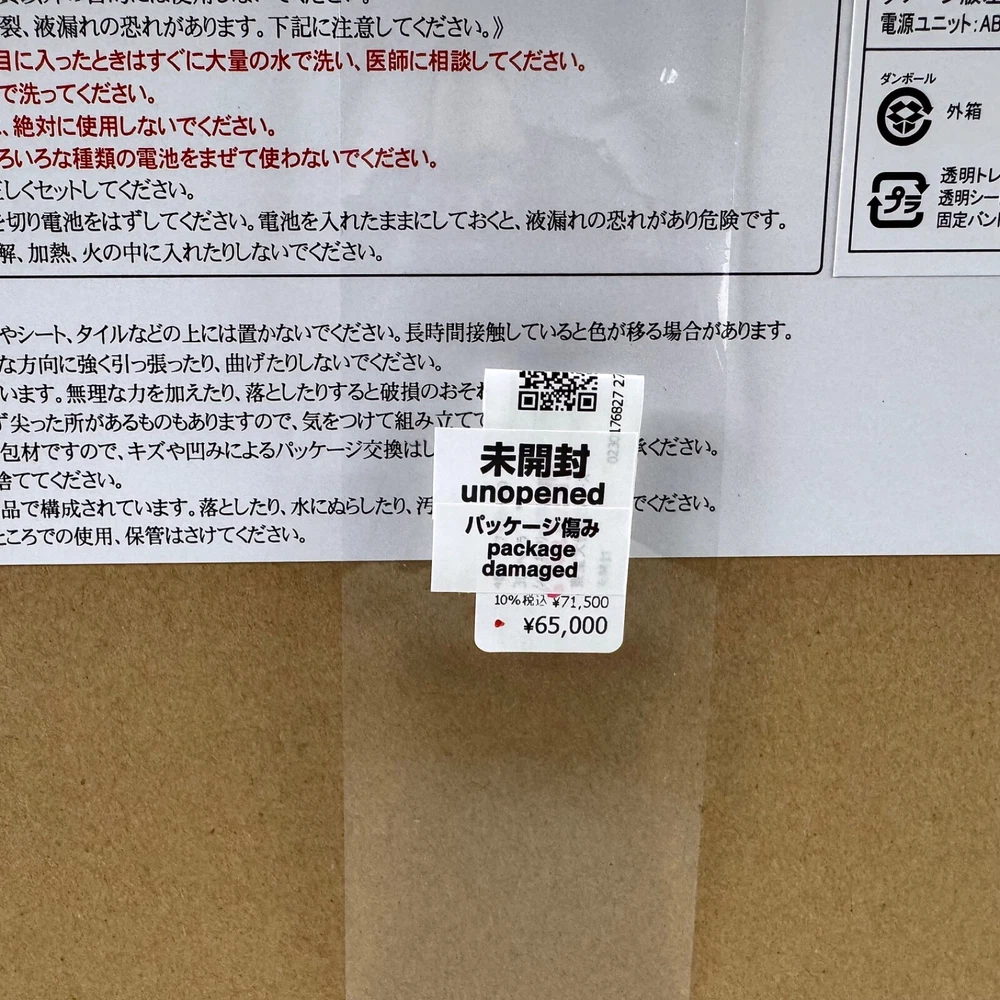 裂、液漏れの恐れがあります。下記に注意してください。》
目に入ったときはすぐに大量の水で洗い、医師に相談してください。
で洗ってください。
、絶対に使用しないでください。
ろいろな種類の電池をまぜて使わないでください。
正しくセットしてください。
を切り電池をはずしてください。電池を入れたままにしておくと、液漏れの恐れがあり危険です。
解、加熱、火の中に入れたりしないでください。
電源ユニット:AB
ダンボール
外箱
プラ
透明トレ
透明シー
固定バン
やシート、タイルなどの上には置かないでください。長時間接触していると色が移る場合があります。
な方向に強く引っ張ったり、曲げたりしないでください。
います。無理な力を加えたり、落としたりすると破損のおそれ
尖った所があるものもありますので、気をつけて組み立てて
包材ですので、キズや凹みによるパッケージ交換はし
ください。
捨ててください。
品で構成されています。落としたり、水にぬらしたり、汚
でください。
ところでの使用、保管はさけてください。
未開封
unopened
パッケージ傷み
package
damaged
10%税込 ¥71,500
¥65,000